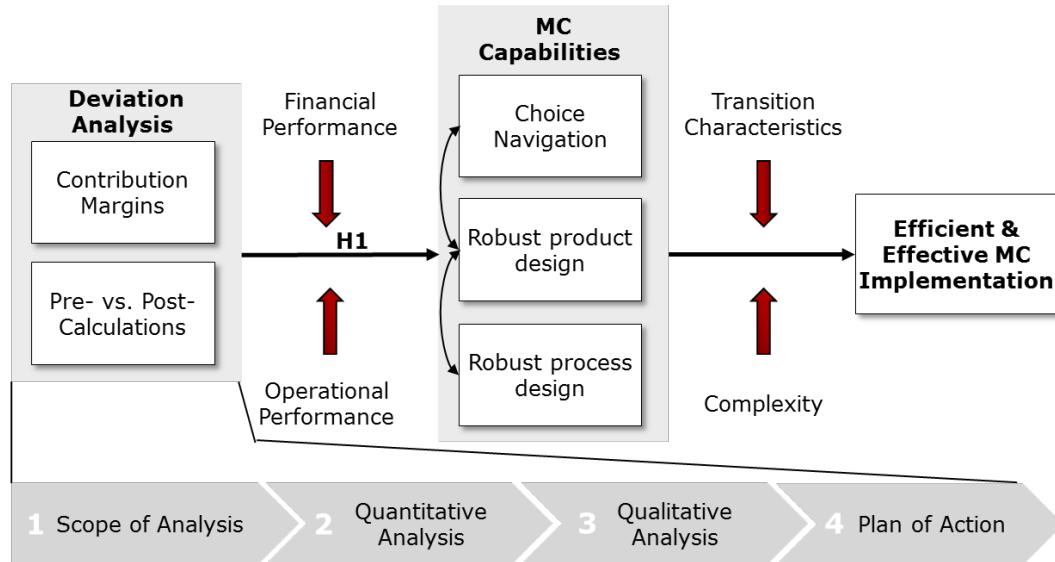 Deviation
Analysis
Contribution
Margins
Pre- vs. Post-
Calculations
Financial
Performance
H1
Operational
Performance
MC
Capabilities
Choice
Navigation
Robust product
design
Robust process
design
Transition
Characteristics
Complexity
Efficient &
Effective MC
Implementation
1 Scope of Analysis
2 Quantitative
Analysis
3 Qualitative
Analysis
4 Plan of Action